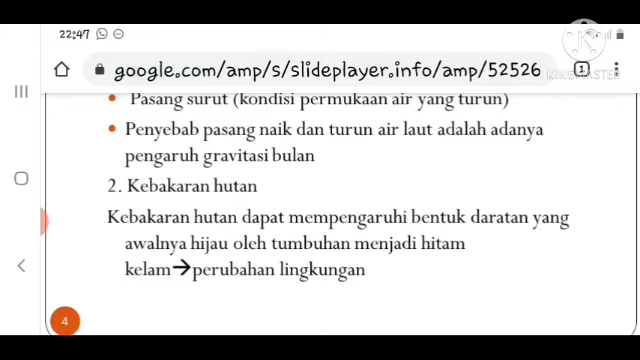 22:47
google.com/amp/s/slideplayer.info/amp/52526
1
KINEMASTER
• Pasang surut (kondisi permukaan air yang turun)
• Penyebab pasang naik dan turun air laut adalah adanya
pengaruh gravitasi bulan
2. Kebakaran hutan
Kebakaran hutan dapat mempengaruhi bentuk daratan yang
awalnya hijau oleh tumbuhan menjadi hitam
kelam→perubahan lingkungan
4